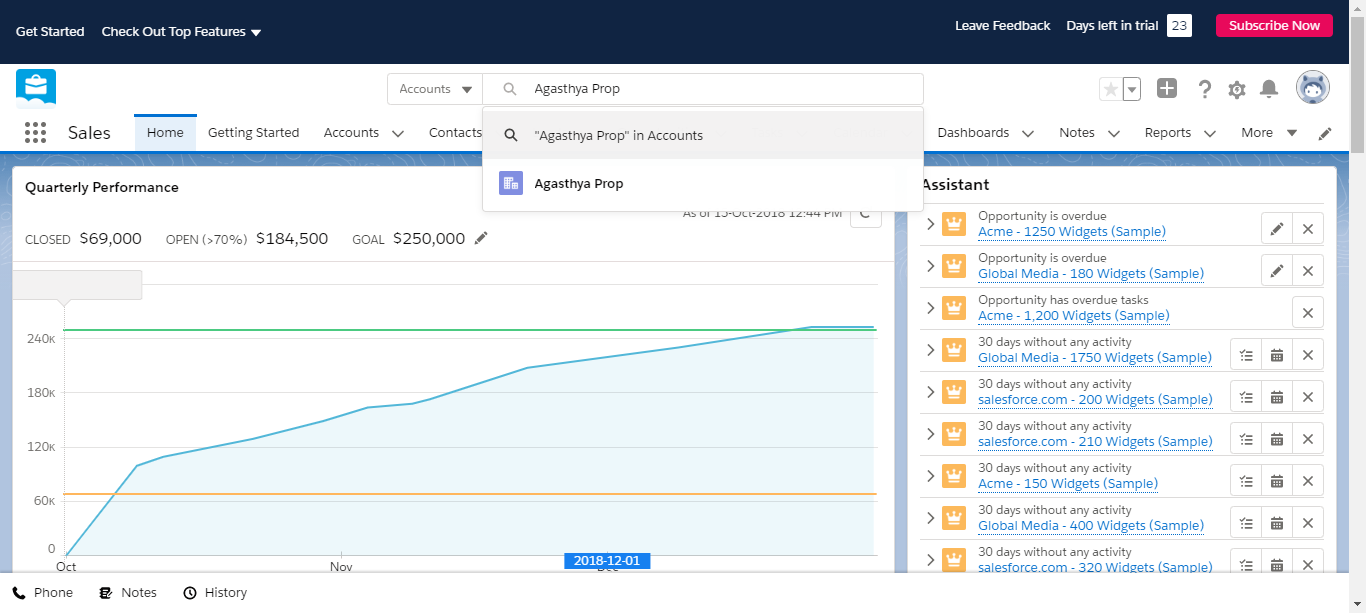 Get Started Check Out Top Features Leave Feedback Days left in trial 23 Subscribe Now
Accounts Agasthya Prop
Sales Home Getting Started Accounts Contacts Dashboards Notes Reports More
"Agasthya Prop" in Accounts
Agasthya Prop
Quarterly Performance
As of 15-Oct-2018 12:44 PM
CLOSED $69,000 OPEN (>70%) $184,500 GOAL $250,000
240K
180K
120K
60K
0
Oct Nov Dec
2018-12-01
Assistant
Opportunity is overdue
Acme - 1250 Widgets (Sample)
Opportunity is overdue
Global Media - 180 Widgets (Sample)
Opportunity has overdue tasks
Acme - 1,200 Widgets (Sample)
30 days without any activity
Global Media - 1750 Widgets (Sample)
30 days without any activity
salesforce.com - 200 Widgets (Sample)
30 days without any activity
salesforce.com - 210 Widgets (Sample)
30 days without any activity
Acme - 150 Widgets (Sample)
30 days without any activity
Global Media - 400 Widgets (Sample)
30 days without any activity
salesforce.com - 320 Widgets (Sample)
Phone Notes History